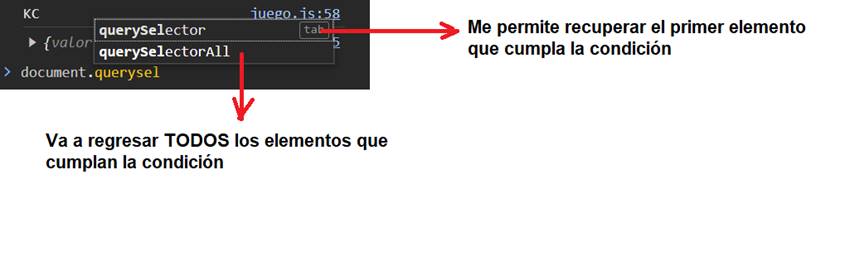 KC juego.js:58
querySelector tab
▶ {valor 5
querySelectorAll
> document.querysel
Me permite recuperar el primer elemento
que cumpla la condición
Va a regresar TODOS los elementos que
cumplan la condición